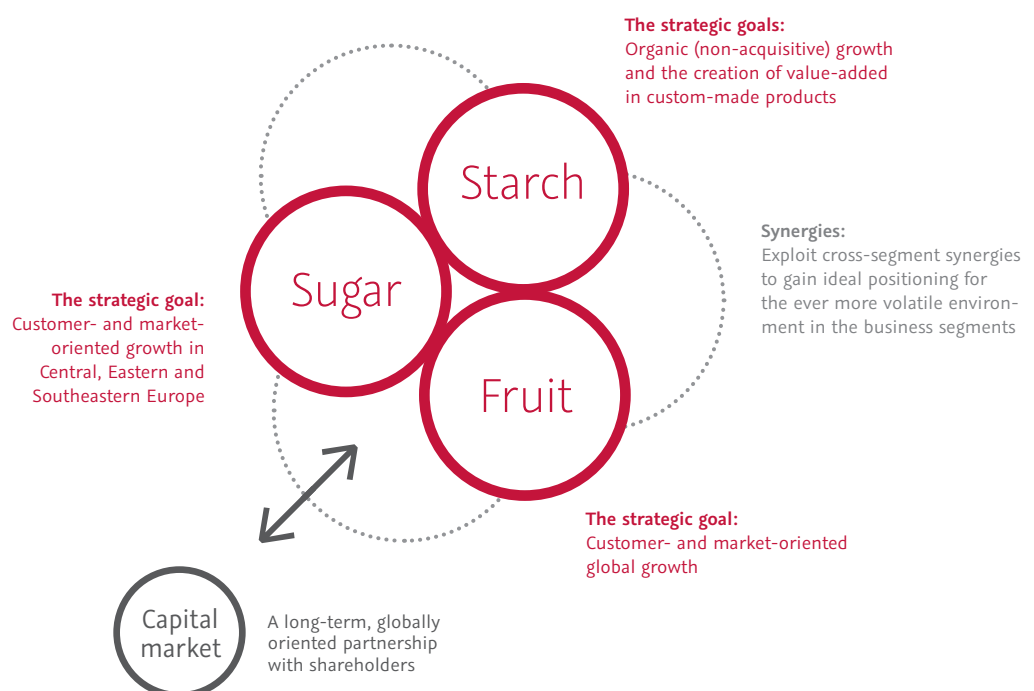 The strategic goals:
Organic (non-acquisitive) growth
and the creation of value-added
in custom-made products
Starch
Synergies:
Exploit cross-segment synergies
to gain ideal positioning for
the ever more volatile environ-
ment in the business segments
Sugar
The strategic goal:
Customer- and market-
oriented growth in
Central, Eastern and
Southeastern Europe
Fruit
The strategic goal:
Customer- and market-oriented
global growth
Capital
market
A long-term, globally
oriented partnership
with shareholders